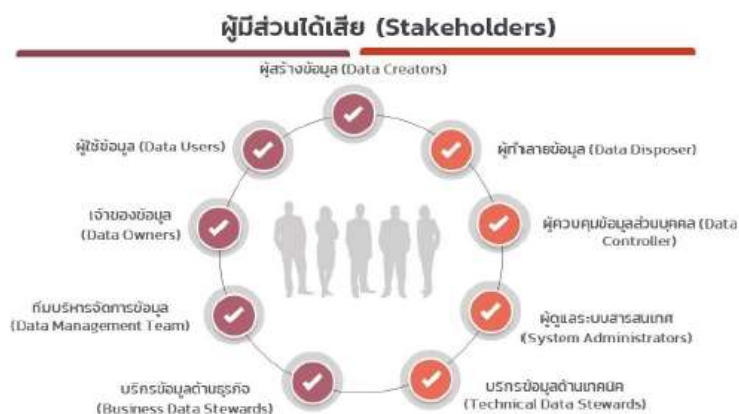 ผู้มีส่วนได้เสีย (Stakeholders)
ผู้สร้างข้อมูล (Data Creators)
ผู้ใช้ข้อมูล (Data Users)
ผู้ทำลายข้อมูล (Data Disposer)
เจ้าของข้อมูล
(Data Owners)
ผู้ควบคุมข้อมูลส่วนบุคคล (Data
Controller)
ทีมบริหารจัดการข้อมูล
(Data Management Team)
ผู้ดูแลระบบสารสนเทศ
(System Administrators)
บริกรข้อมูลด้านธุรกิจ
(Business Data Stewards)
บริกรข้อมูลด้านเทคนิค
(Technical Data Stewards)